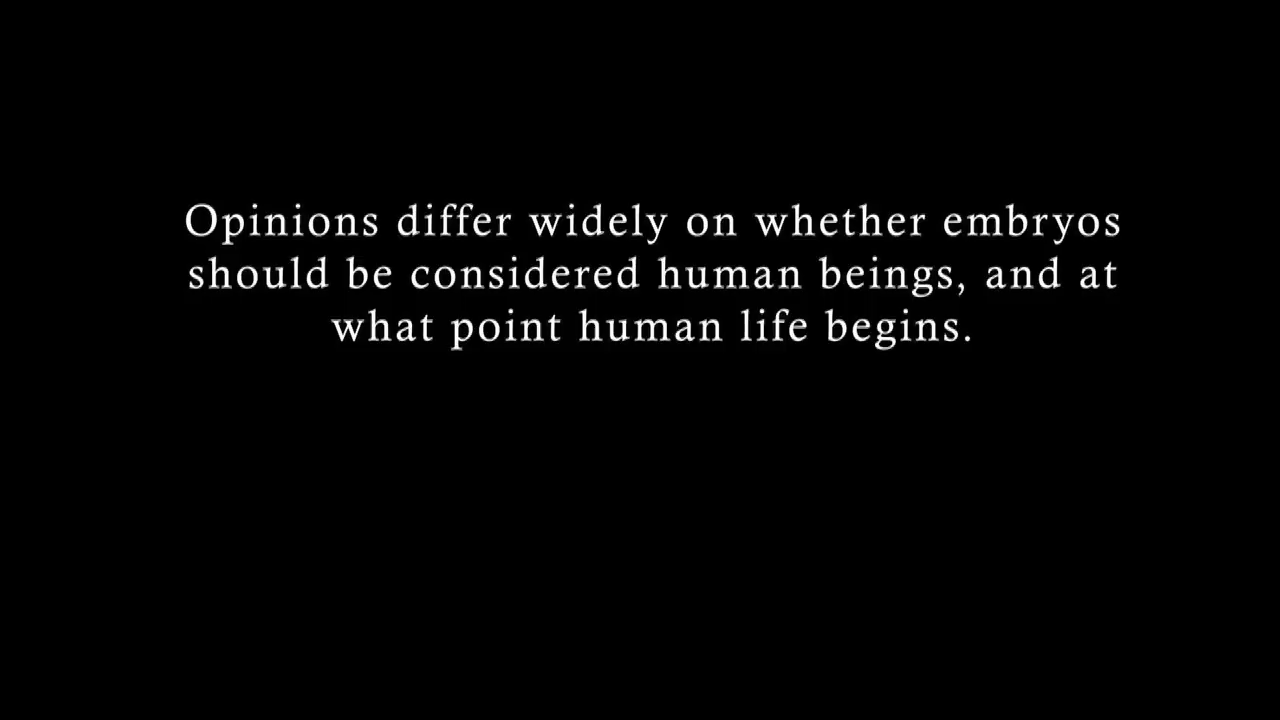 Opinions differ widely on whether embryos
should be considered human beings, and at
what point human life begins.